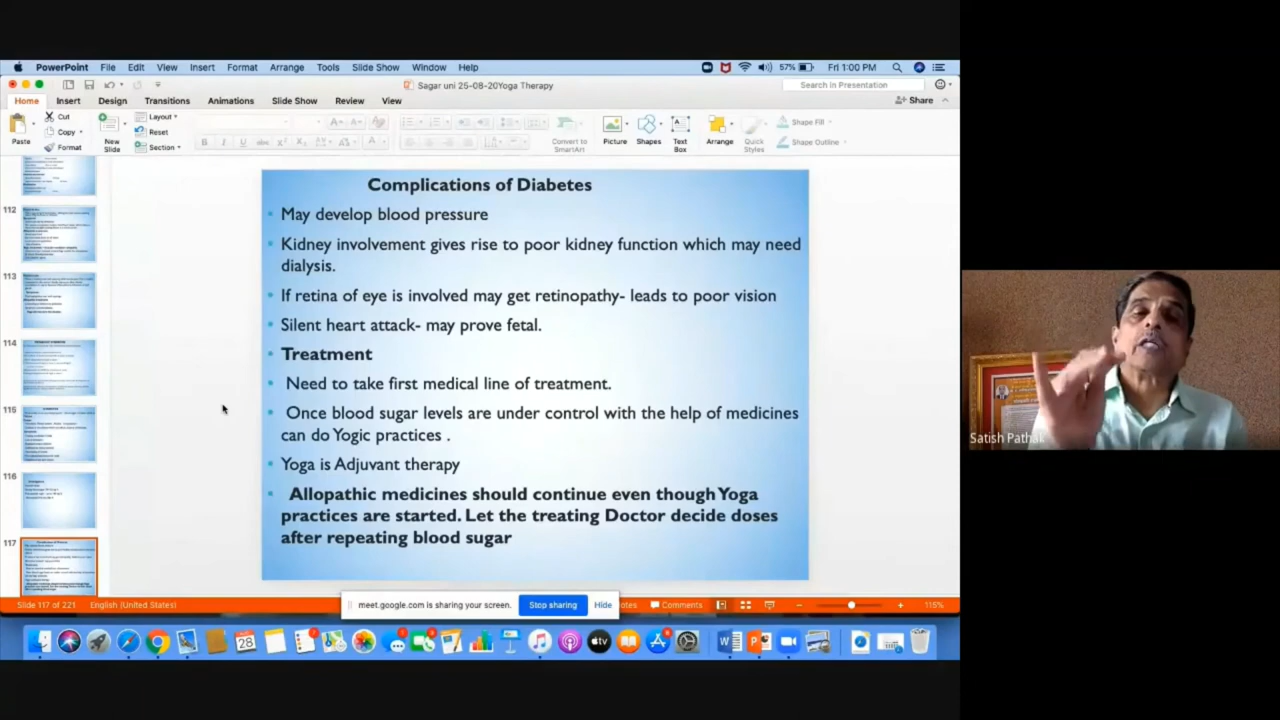 PowerPoint File Edit View Insert Format Arrange Tools Slide Show Window Help 57% Fri 1:00 PM
Sagar uni 25-08-20Yoga Therapy
Search in Presentation
Home Insert Design Transitions Animations Slide Show Review View
Share
Paste
Cut
Copy
Format
New Slide
Layout
Reset
Section
Convert to SmartArt
Picture
Shapes
Text Box
Arrange
Quick Styles
Shape Fill
Shape Outline
112
113
114
115
116
117
Complications of Diabetes
May develop blood pressure
Kidney involvement gives rise to poor kidney function which may need
dialysis.
If retina of eye is involved may get retinopathy- leads to poor vision
Silent heart attack- may prove fetal.
Treatment
Need to take first medical line of treatment.
Once blood sugar levels are under control with the help of medicines
can do Yogic practices .
Yoga is Adjuvant therapy
Allopathic medicines should continue even though Yoga
practices are started. Let the treating Doctor decide doses
after repeating blood sugar
Satish Pathak
Slide 117 of 221 English (United States)
meet.google.com is sharing your screen. Stop sharing Hide
otes Comments 115%
28